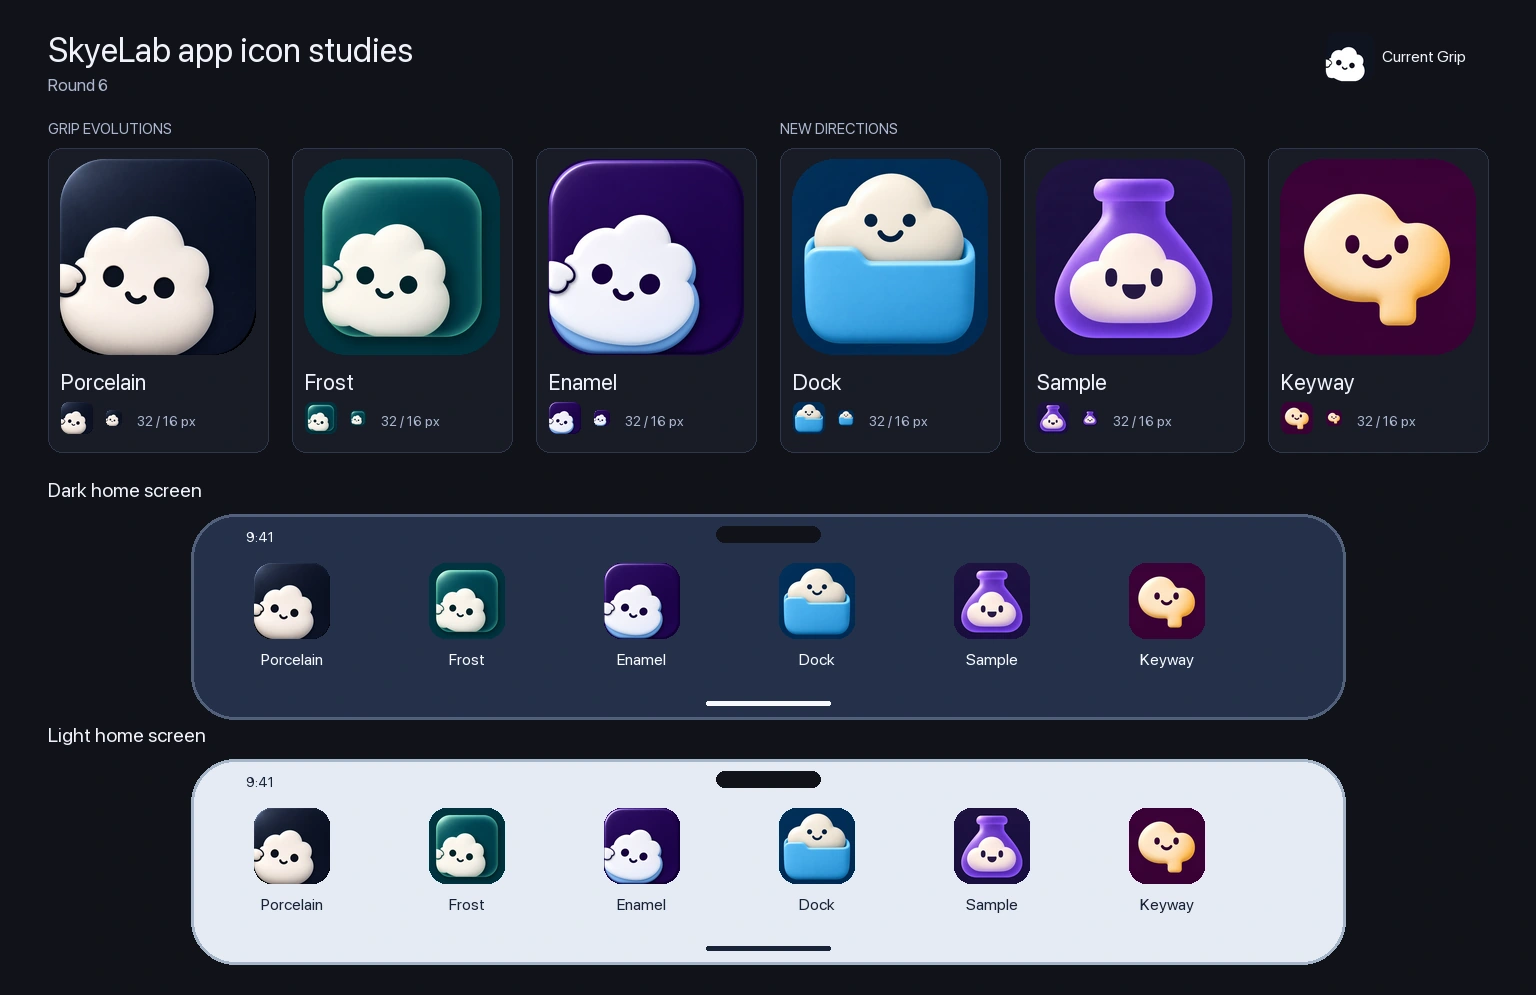 SkyeLab app icon studies
Round 6
Current Grip
GRIP EVOLUTIONS
NEW DIRECTIONS
Porcelain
32 / 16 px
Frost
32 / 16 px
Enamel
32 / 16 px
Dock
32 / 16 px
Sample
32 / 16 px
Keyway
32 / 16 px
Dark home screen
9:41
Porcelain
Frost
Enamel
Dock
Sample
Keyway
Light home screen
9:41
Porcelain
Frost
Enamel
Dock
Sample
Keyway